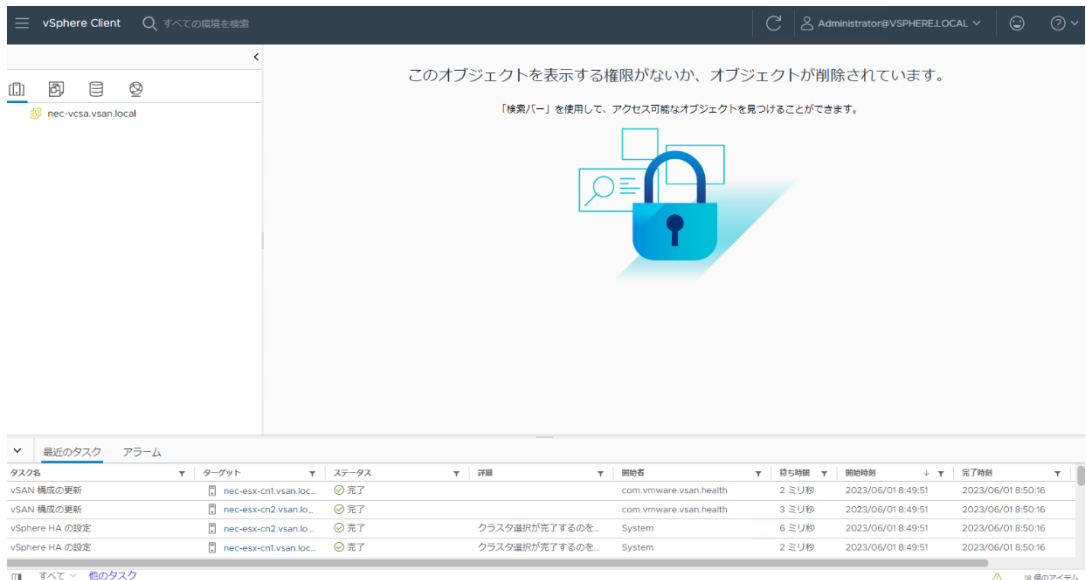 vSphere Client すべての環境を検索 Administrator@VSPHERE.LOCAL
このオブジェクトを表示する権限がないか、オブジェクトが削除されています。
「検索バー」を使用して、アクセス可能なオブジェクトを見つけることができます。
nec-vcsa.vsan.local
最近のタスク アラーム
タスク名 ターゲット ステータス 詳細 開始者 待ち時間 開始時刻 完了時刻
vSAN 構成の更新 nec-esx-cn1.vsan.loc... 完了 com.vmware.vsan.health 2 ミリ秒 2023/06/01 8:49:51 2023/06/01 8:50:16
vSAN 構成の更新 nec-esx-cn2.vsan.lo... 完了 com.vmware.vsan.health 3 ミリ秒 2023/06/01 8:49:51 2023/06/01 8:50:16
vSphere HA の設定 nec-esx-cn2.vsan.lo... 完了 クラスタ選択が完了するのを... System 6 ミリ秒 2023/06/01 8:49:51 2023/06/01 8:50:16
vSphere HA の設定 nec-esx-cn1.vsan.loc... 完了 クラスタ選択が完了するのを... System 2 ミリ秒 2023/06/01 8:49:51 2023/06/01 8:50:16
すべて 他のタスク 18 個のアイテム